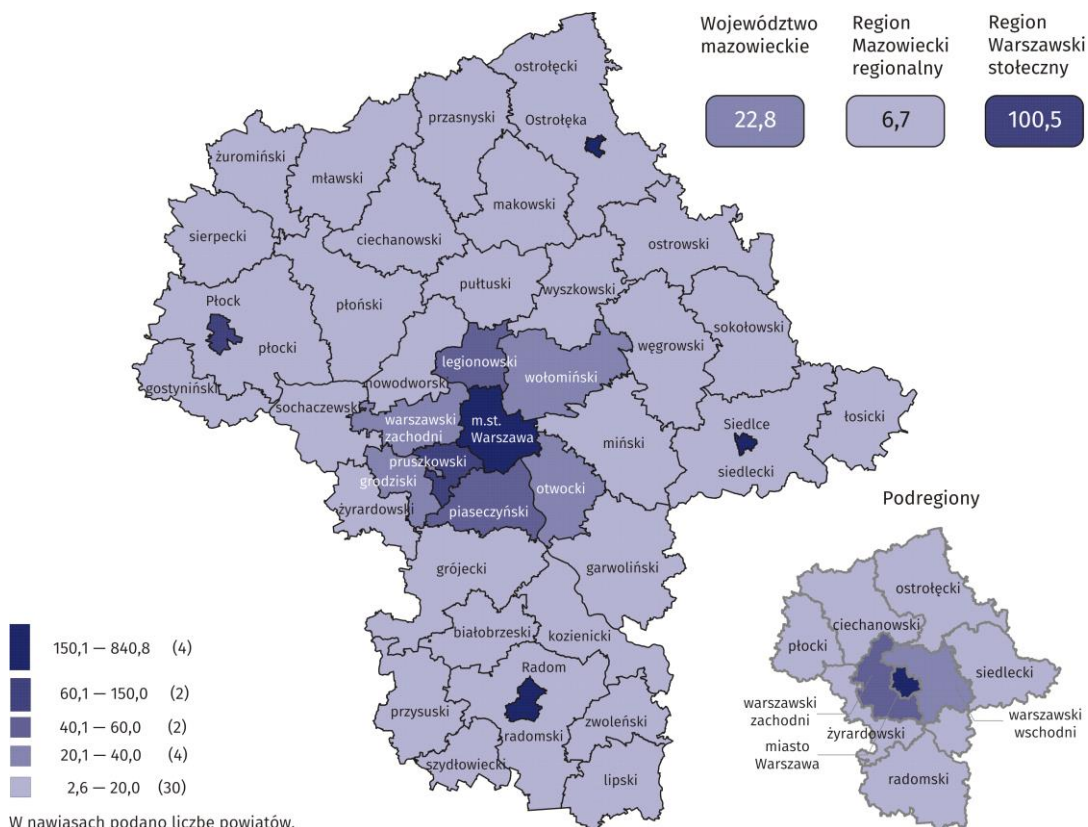 Województwo
mazowieckie
Region
Mazowiecki
regionalny
Region
Warszawski
stołeczny
22,8
6,7
100,5
ostrołęcki
przasnyski
Ostrołęka
żuromiński
mławski
makowski
sierpecki
ciechanowski
ostrowski
Płock
płoński
pułtuski
wyszkowski
sokołowski
węgrowski
płocki
legionowski
wołomiński
gostyniński
nowodworski
sochaczewski
warszawski
zachodni
m.st.
Warszawa
miński
Siedlce
łosicki
siedlecki
pruszkowski
grodziski
otwocki
żyrardowski
piaseczyński
grójecki
garwoliński
białobrzeski
kozienicki
Radom
przysuski
radomski
zwoleński
szydłowiecki
lipski
Podregiony
ostrołęcki
ciechanowski
płocki
siedlecki
warszawski
zachodni
żyrardowski
warszawski
wschodni
miasto
Warszawa
radomski
150,1 — 840,8 (4)
60,1 — 150,0 (2)
40,1 — 60,0 (2)
20,1 — 40,0 (4)
2,6 — 20,0 (30)
W nawiasach podano liczbę powiatów.